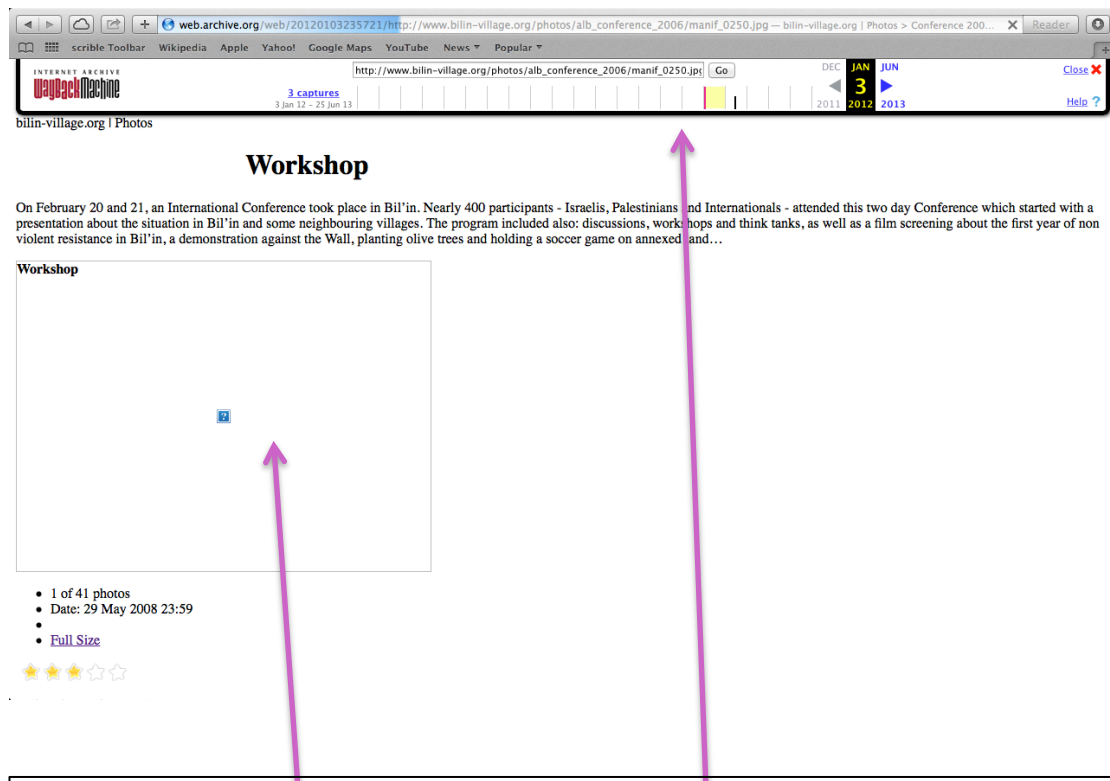 web.archive.org/web/20120103235721/http://www.bilin-village.org/photos/alb_conference_2006/manif_0250.jpg — bilin-village.org | Photos > Conference 200... Reader
scrible Toolbar Wikipedia Apple Yahoo! Google Maps YouTube News Popular
INTERNET ARCHIVE
WayBackMachine
http://www.bilin-village.org/photos/alb_conference_2006/manif_0250.jpg Go
3 captures
3 Jan 12 - 25 Jun 13
DEC JAN JUN
3
2011 2012 2013
Close
Help ?
bilin-village.org | Photos
Workshop
On February 20 and 21, an International Conference took place in Bil’in. Nearly 400 participants - Israelis, Palestinians and Internationals - attended this two day Conference which started with a
presentation about the situation in Bil’in and some neighbouring villages. The program included also: discussions, workshops and think tanks, as well as a film screening about the first year of non
violent resistance in Bil’in, a demonstration against the Wall, planting olive trees and holding a soccer game on annexed land…
Workshop
?
1 of 41 photos
Date: 29 May 2008 23:59
Full Size